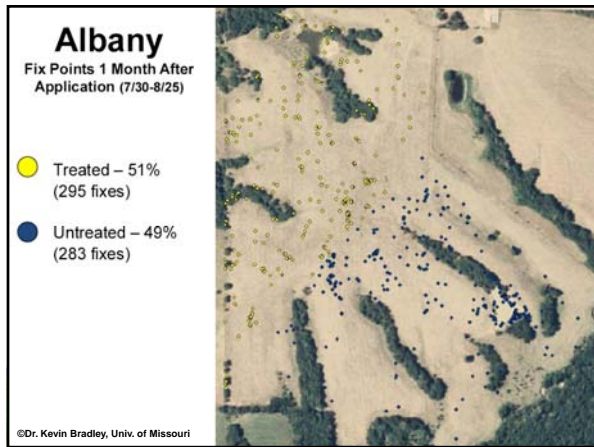 Albany
Fix Points 1 Month After
Application (7/30-8/25)
Treated – 51%
(295 fixes)
Untreated – 49%
(283 fixes)
©Dr. Kevin Bradley, Univ. of Missouri